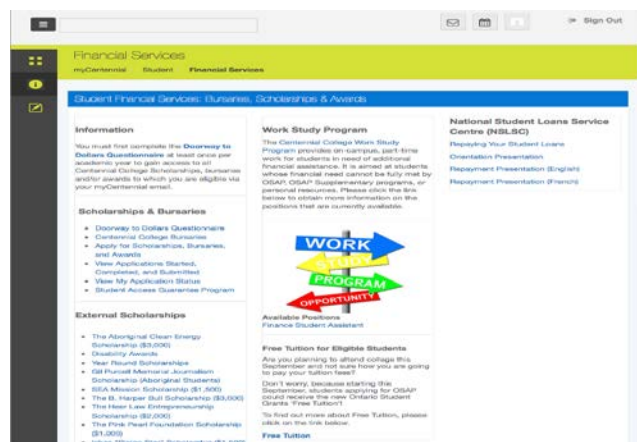 Sign Out
Financial Services
myCentennial Student Financial Services
Student Financial Services: Bursaries, Scholarships & Awards
Information
You must first complete the Doorway to
Dollars Questionnaire at least once per
academic year to gain access to all
Centennial College Scholarships, bursaries
and/or awards to which you are eligible via
your myCentennial email.
Scholarships & Bursaries
Doorway to Dollars Questionnaire
Centennial College Bursaries
Apply for Scholarships, Bursaries,
and Awards
View Applications Started,
Completed, and Submitted
View My Application Status
Student Access Guarantee Program
External Scholarships
The Aboriginal Clean Energy
Scholarship ($3,000)
Disability Awards
Year Round Scholarships
Gil Purcell Memorial Journalism
Scholarship (Aboriginal Students)
SEA Mission Scholarship ($1,500)
The B. Harper Bull Scholarship ($3,000)
The Heer Law Entrepreneurship
Scholarship ($2,000)
The Pink Pearl Foundation Scholarship
($1,000)
Work Study Program
The Centennial College Work Study
Program provides on-campus, part-time
work for students in need of additional
financial assistance. It is aimed at students
whose financial need cannot be fully met by
OSAP, OSAP Supplementary programs, or
personal resources. Please click the link
below to obtain more information on the
positions that are currently available.
WORK
STUDY
PROGRAM
OPPORTUNITY
Available Positions
Finance Student Assistant
Free Tuition for Eligible Students
Are you planning to attend college this
September and not sure how you are going
to pay your tuition fees?
Don't worry, because starting this
September, students applying for OSAP
could receive the new Ontario Student
Grants 'Free Tuition'!
To find out more about Free Tuition, please
click on the link below.
Free Tuition
National Student Loans Service
Centre (NSLSC)
Repaying Your Student Loans
Orientation Presentation
Repayment Presentation (English)
Repayment Presentation (French)